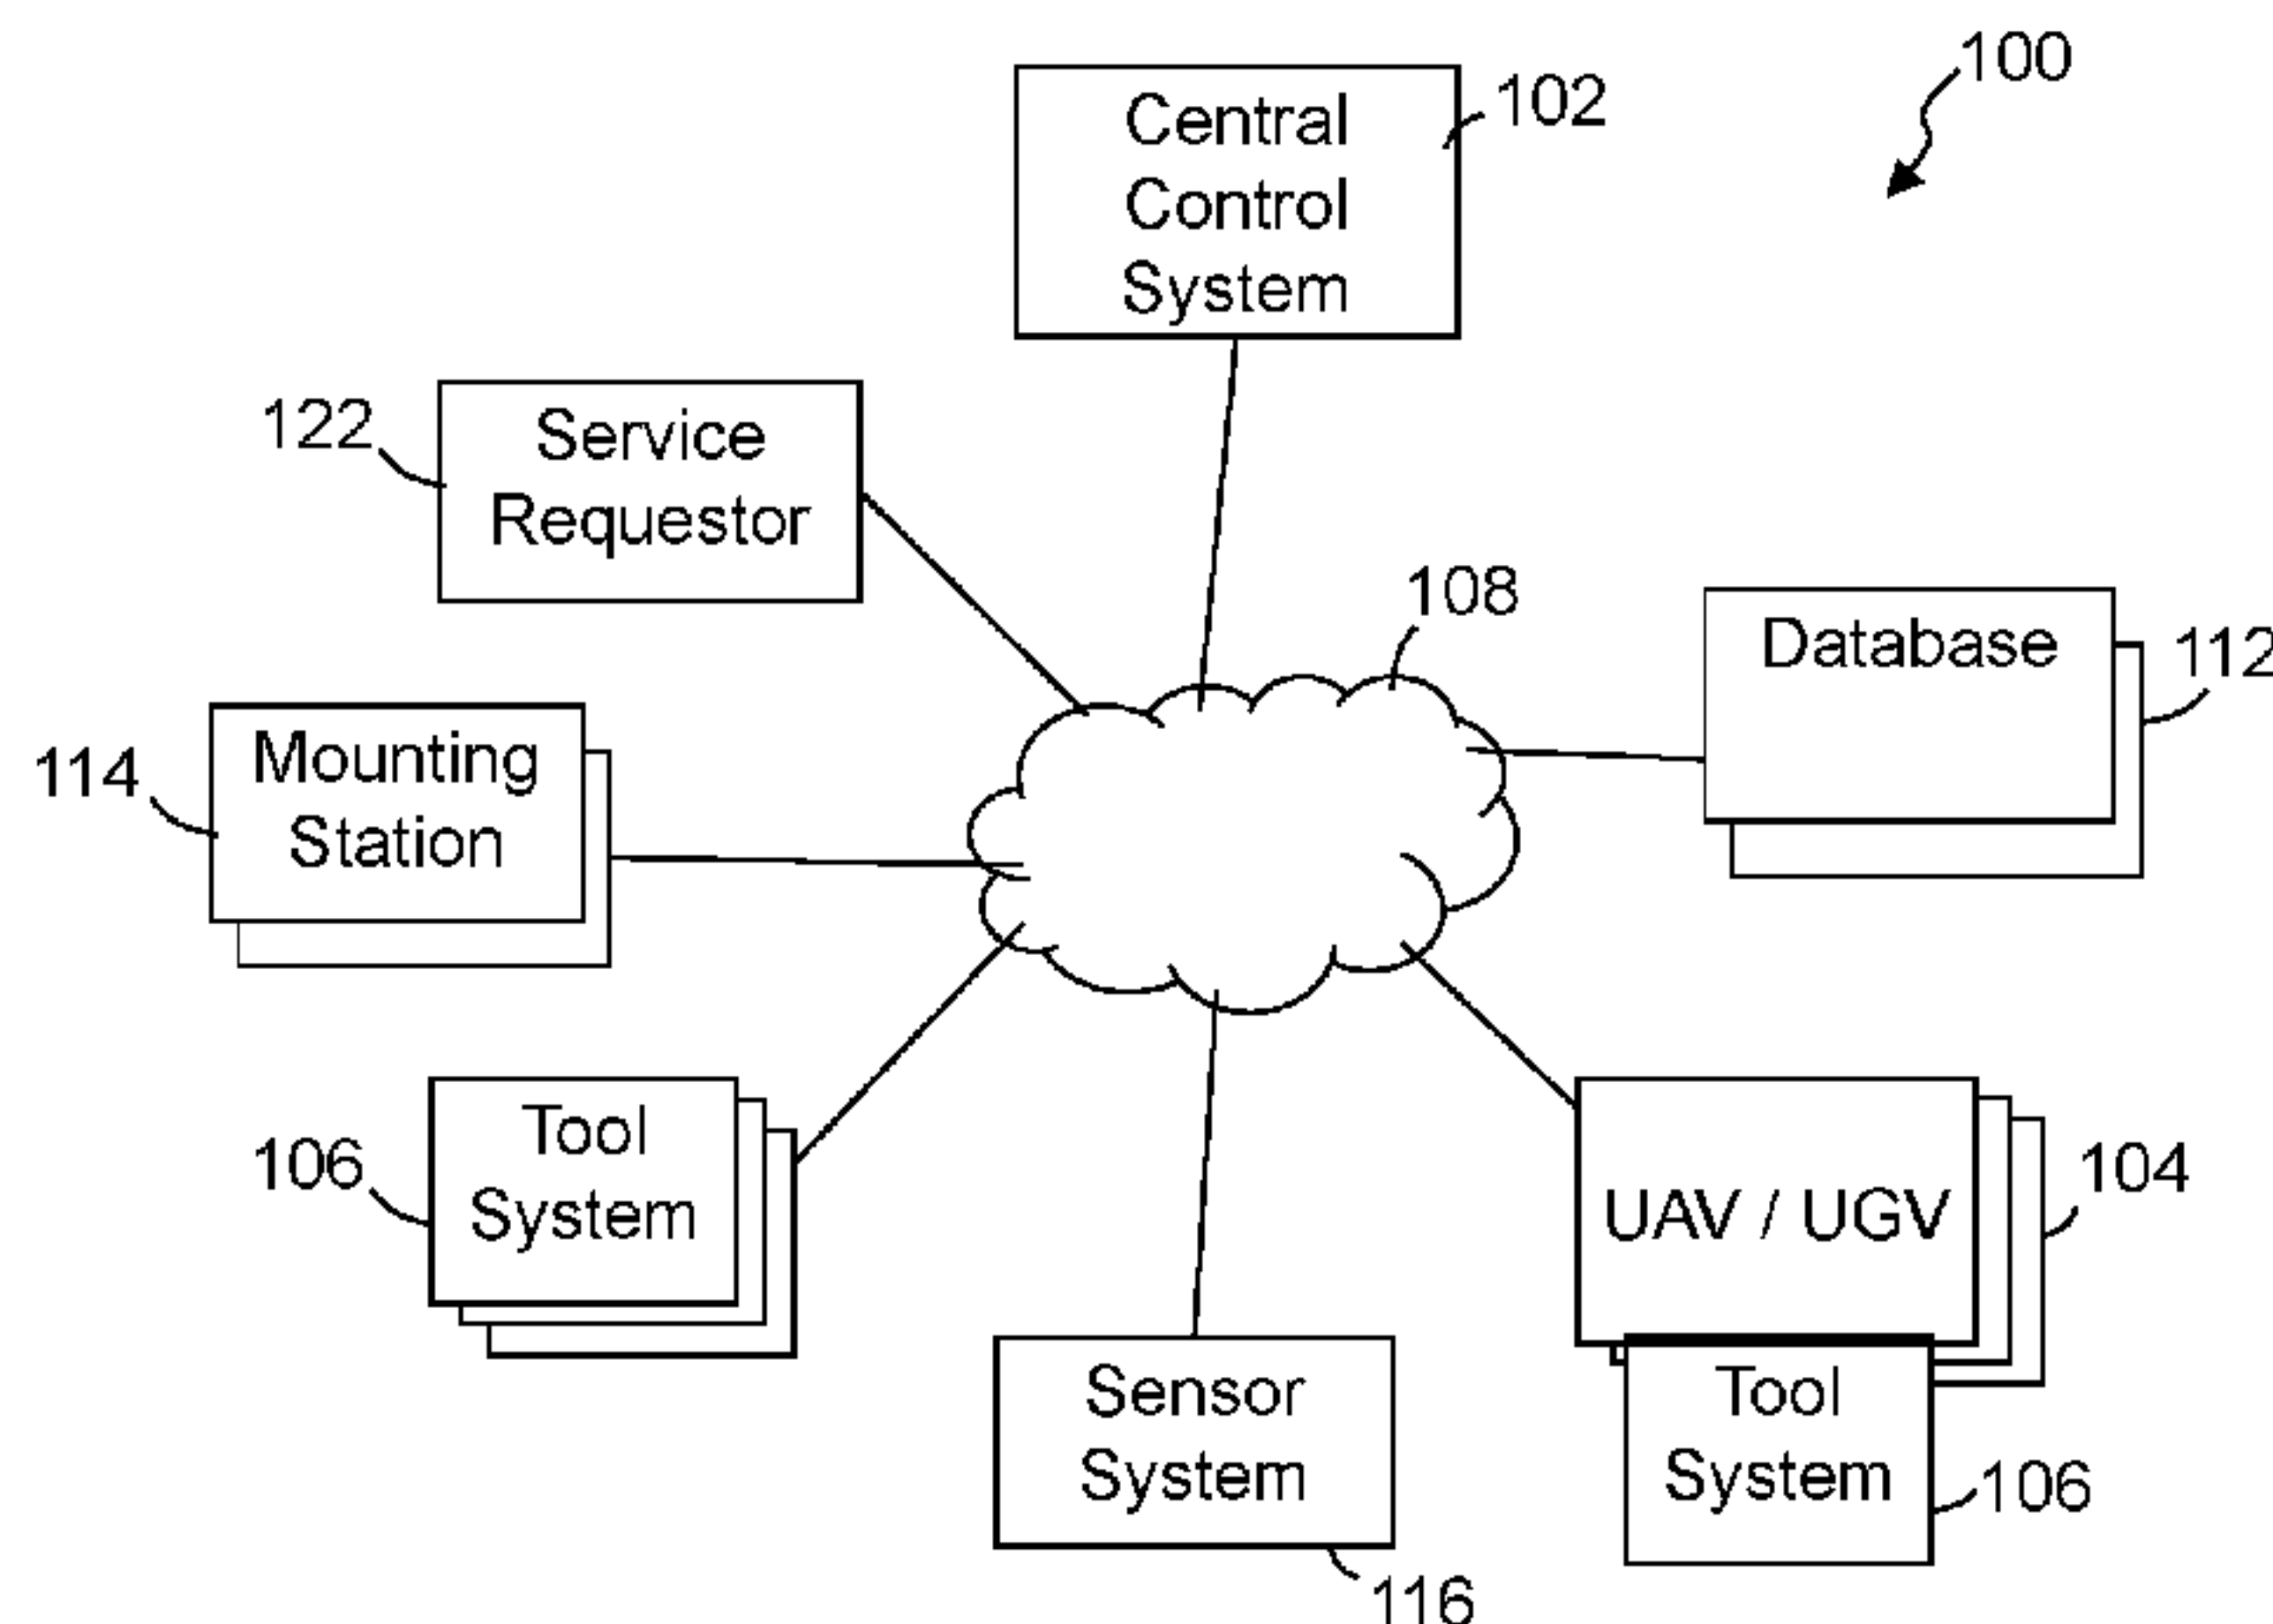 100
Central
Control
System
102
122
Service
Requestor
108
Database
112
114
Mounting
Station
106
Tool
System
UAV / UGV
104
Sensor
System
116
Tool
System
106